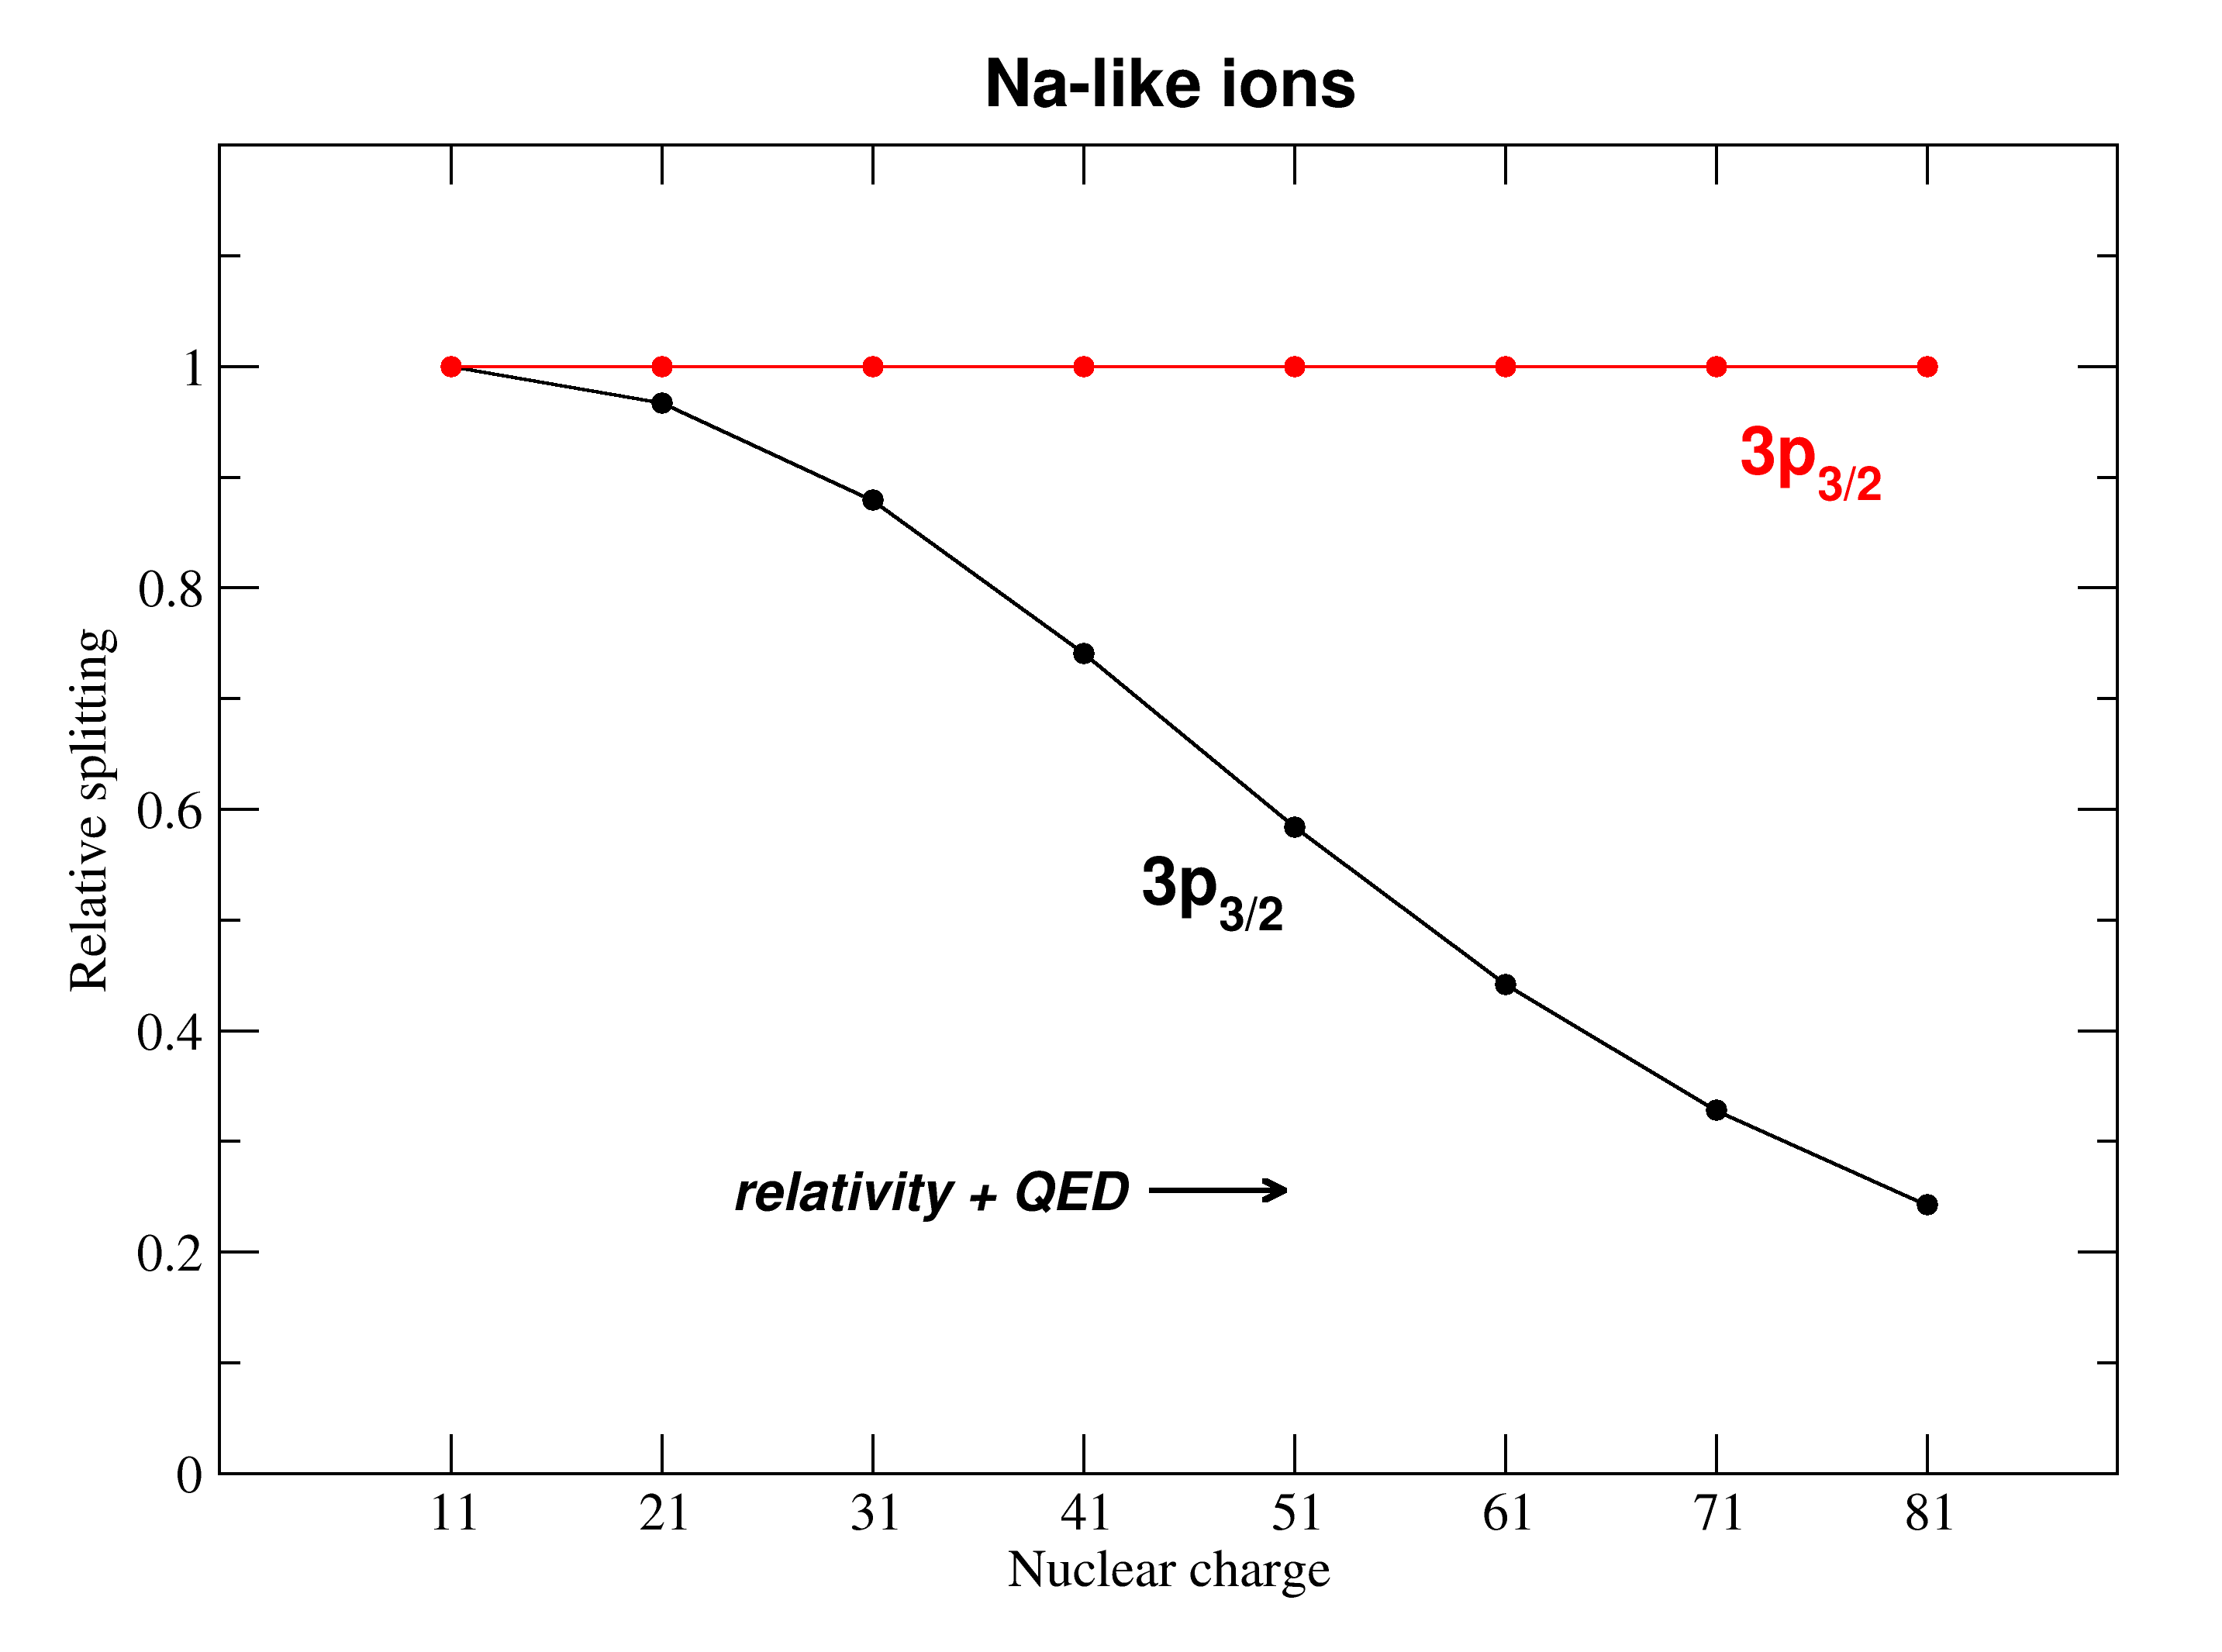 Na-like ions
1
0.8
0.6
0.4
0.2
0
Relative splitting
3p3/2
3p3/2
relativity + QED
11 21 31 41 51 61 71 81
Nuclear charge